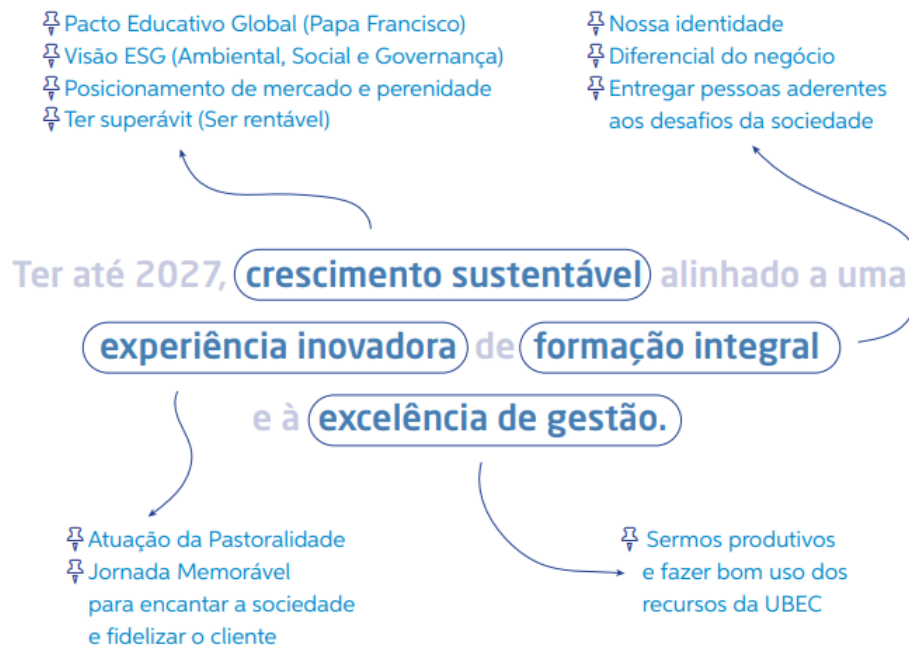 Pacto Educativo Global (Papa Francisco)
Visão ESG (Ambiental, Social e Governança)
Posicionamento de mercado e perenidade
Ter superávit (Ser rentável)
Nossa identidade
Diferencial do negócio
Entregar pessoas aderentes
aos desafios da sociedade
Ter até 2027, crescimento sustentável alinhado a uma
experiência inovadora de formação integral
e à excelência de gestão.
Atuação da Pastoralidade
Jornada Memorável
para encantar a sociedade
e fidelizar o cliente
Sermos produtivos
e fazer bom uso dos
recursos da UBEC